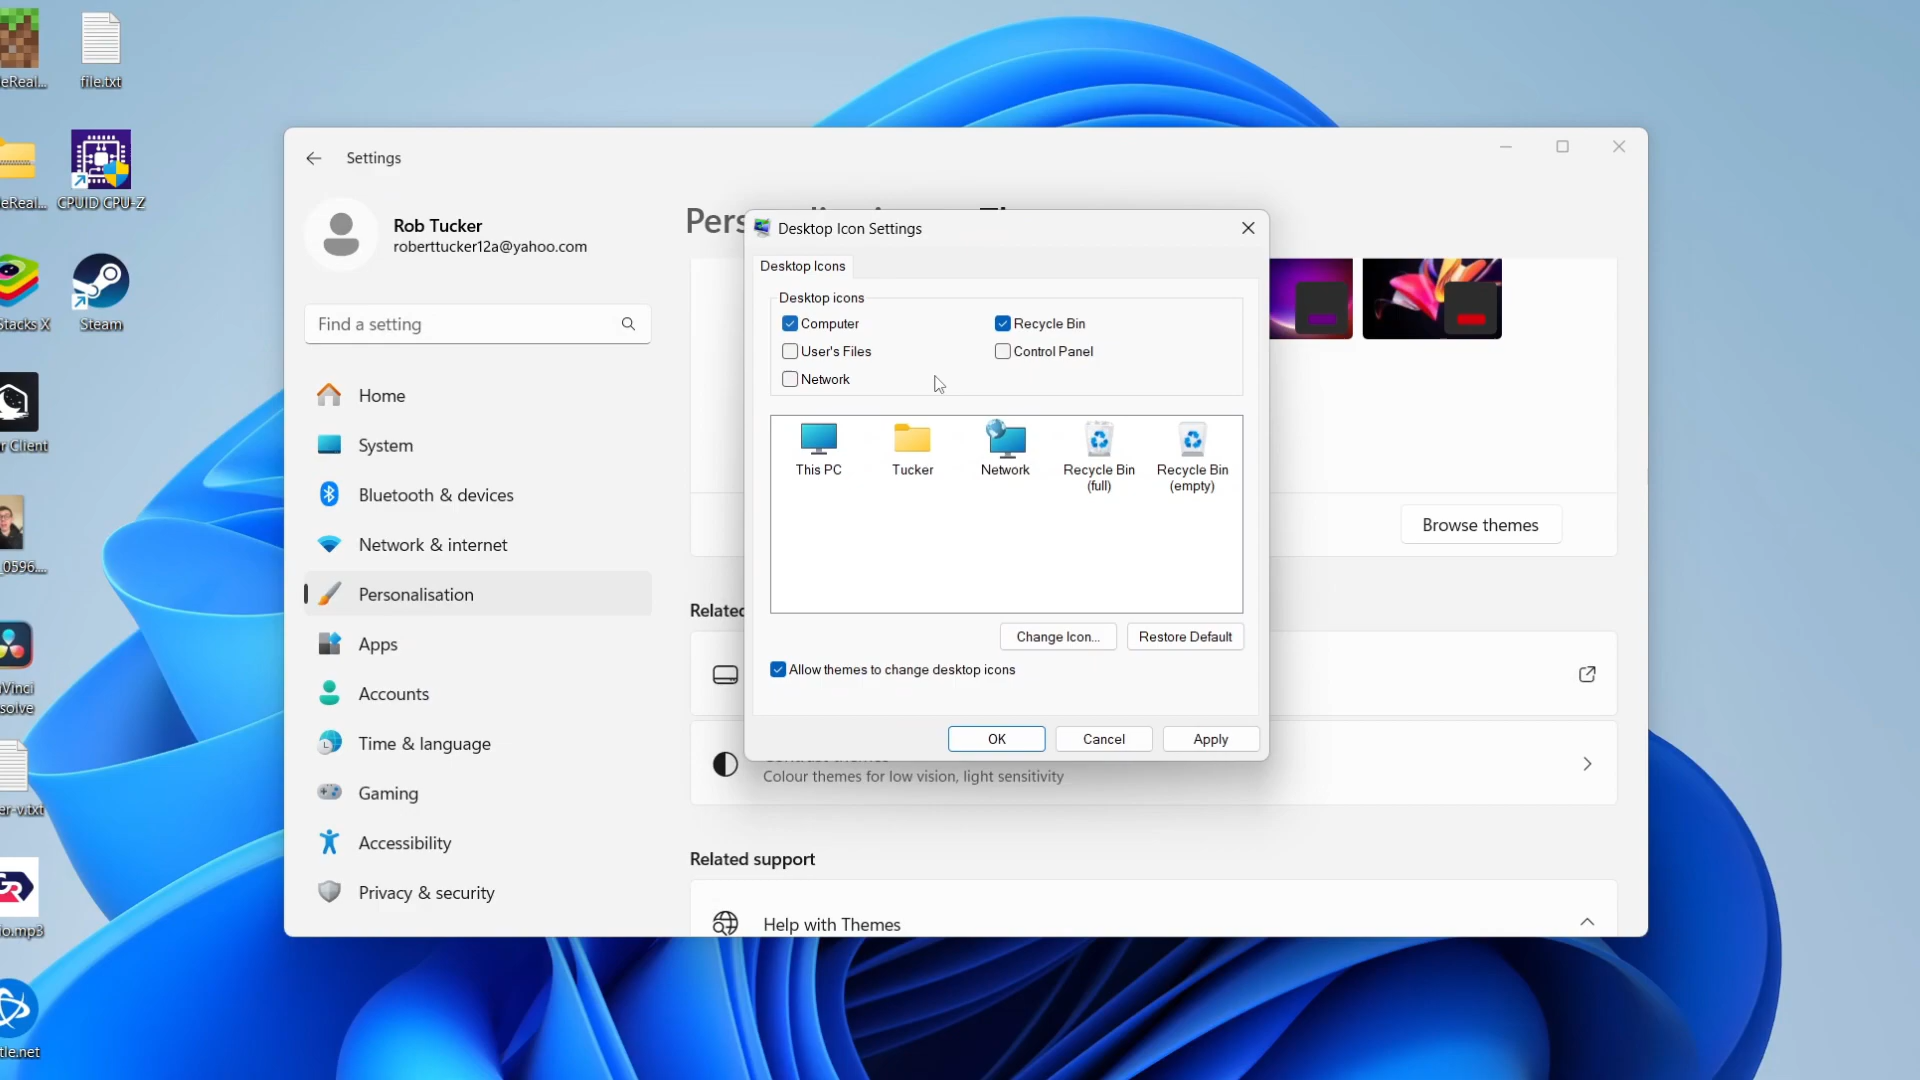 eReal...
file.txt
eReal...
CPUID CPU-Z
Stacks X
Steam
r Client
_0596....
Vinci
solve
er-v.txt
io.mp3
tle.net
Settings
Rob Tucker
roberttucker12a@yahoo.com
Find a setting
Home
System
Bluetooth & devices
Network & internet
Personalisation
Apps
Accounts
Time & language
Gaming
Accessibility
Privacy & security
Pers
Desktop Icon Settings
Desktop Icons
Desktop icons
Computer
Recycle Bin
User's Files
Control Panel
Network
This PC
Tucker
Network
Recycle Bin
(full)
Recycle Bin
(empty)
Change Icon...
Restore Default
Allow themes to change desktop icons
OK
Cancel
Apply
Browse themes
Related
Colour themes for low vision, light sensitivity
Related support
Help with Themes